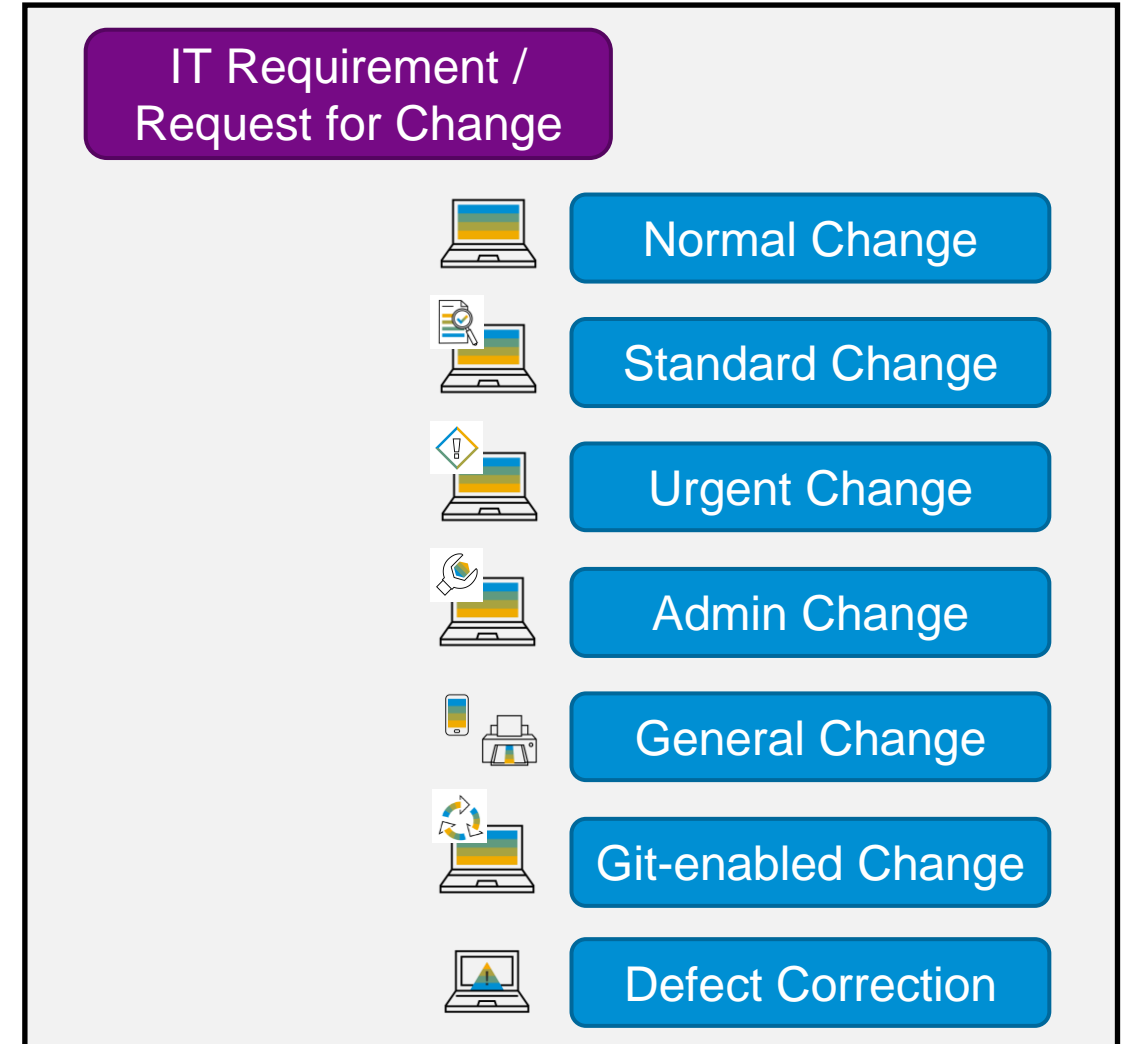 IT Requirement /
Request for Change
Normal Change
Standard Change
Urgent Change
Admin Change
General Change
Git-enabled Change
Defect Correction